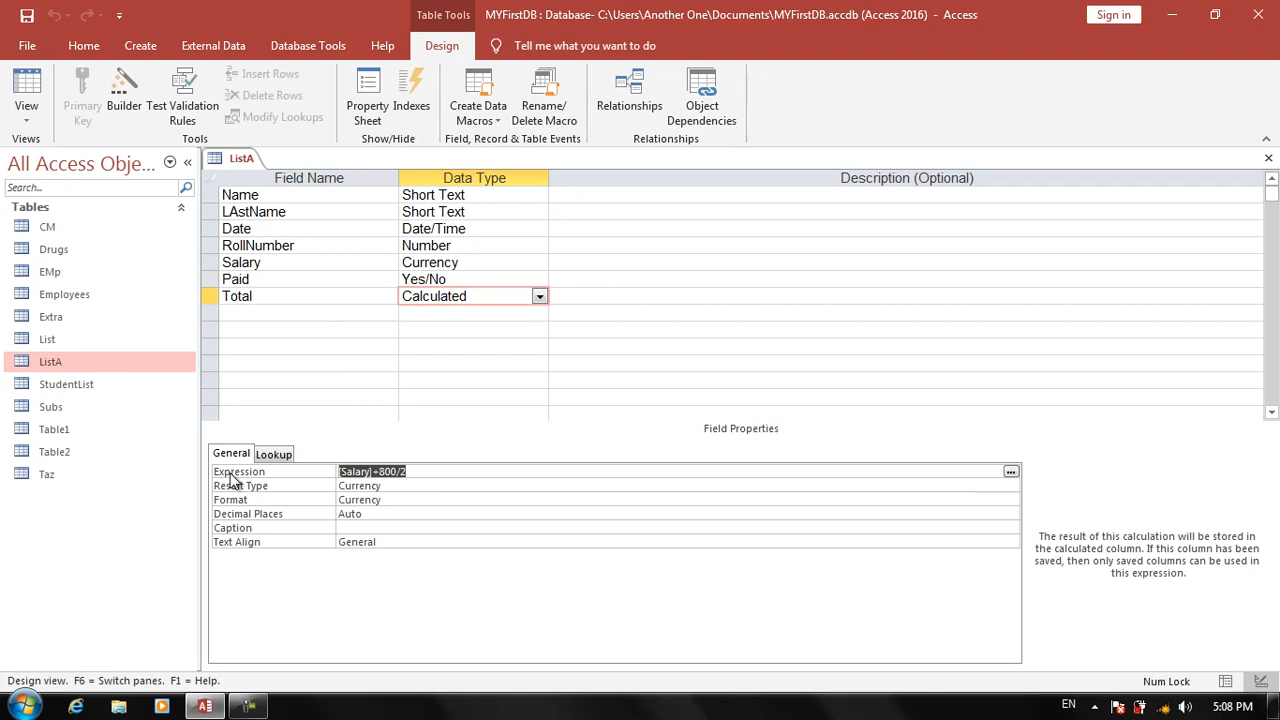 Table Tools
MYFirstDB : Database- C:\Users\Another One\Documents\MYFirstDB.accdb (Access 2016) - Access
Sign in
File Home Create External Data Database Tools Help Design Tell me what you want to do
View
Primary Key
Builder
Test Validation Rules
Insert Rows
Delete Rows
Modify Lookups
Property Sheet
Indexes
Create Data Macros
Rename/ Delete Macro
Relationships
Object Dependencies
Views Tools Show/Hide Field, Record & Table Events Relationships
All Access Obje...
Search...
Tables
CM
Drugs
EMp
Employees
Extra
List
ListA
StudentList
Subs
Table1
Table2
Taz
ListA
Field Name Data Type Description (Optional)
Name Short Text
LAstName Short Text
Date Date/Time
RollNumber Number
Salary Currency
Paid Yes/No
Total Calculated
Field Properties
General Lookup
Expression [Salary]+800/2
Result Type Currency
Format Currency
Decimal Places Auto
Caption
Text Align General
The result of this calculation will be stored in
the calculated column. If this column has been
saved, then only saved columns can be used in
this expression.
Design view. F6 = Switch panes. F1 = Help.
Num Lock
EN
5:08 PM